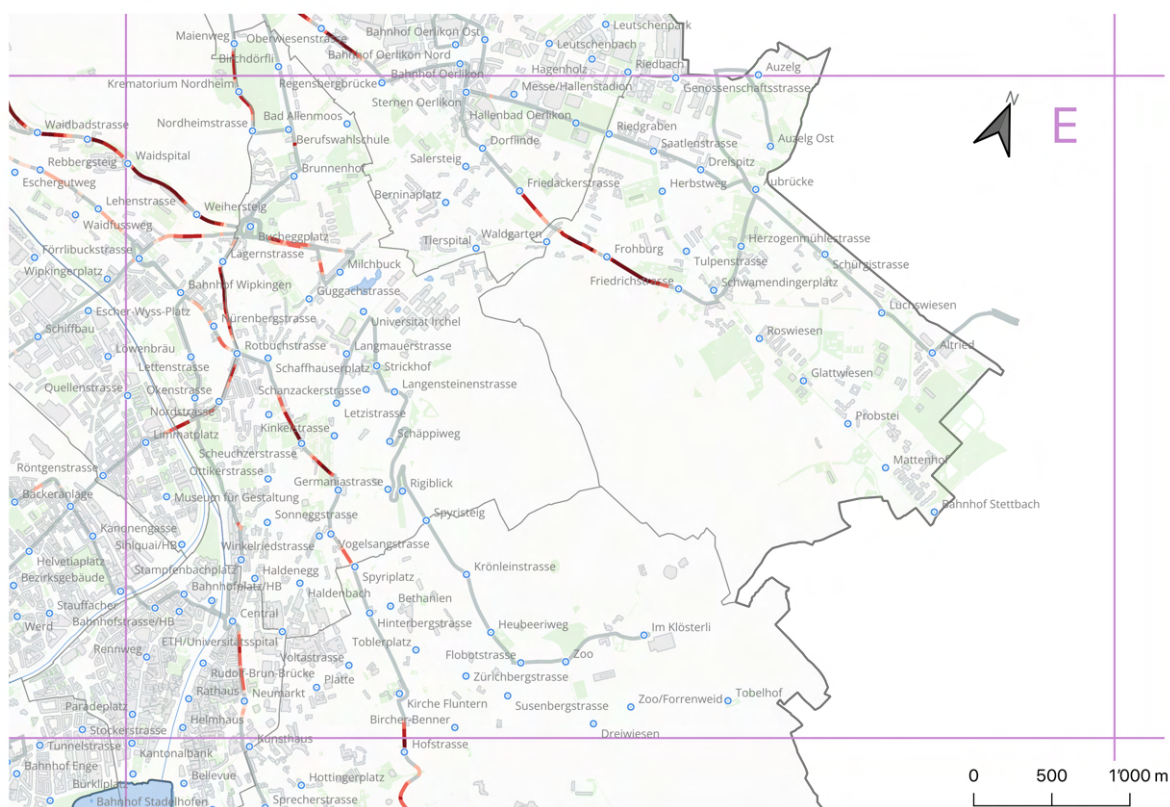 Leutschenpark
Maienweg
Oberwiesenstrasse
Bahnhof Oerlikon Ost
Leutschenbach
Birchdörfli
Bahnhof Oerlikon Nord
Hagenholz
Riedbach
Auzelg
Krematorium Nordheim
Regensbergbrücke
Bahnhof Oerlikon
Messe/Hallenstadion
Genossenschaftsstrasse
N
Sternen Oerlikon
Waidbadstrasse
Nordheimstrasse
Bad Allenmoos
Hallenbad Oerlikon
E
Riedgraben
Berufswahlschule
Dorflinde
Saatlenstrasse
Auzelg Ost
Rebbergsteig
Waidspital
Salersteig
Dreispitz
Eschergutweg
Brunnenhof
Friedackerstrasse
Herbstweg
Aubrücke
Lehenstrasse
Weihersteig
Berninaplatz
Waidfussweg
Bucheggplatz
Tierspital
Waldgarten
Förrlibuckstrasse
Lägernstrasse
Frohburg
Herzogenmühlestrasse
Wipkingerplatz
Milchbuck
Tulpenstrasse
Schürgistrasse
Bahnhof Wipkingen
Guggachstrasse
Friedrichstrasse
Schwamendingerplatz
Escher-Wyss-Platz
Nürenbergstrasse
Universität Irchel
Luchswiesen
Schiffbau
Roswiesen
Löwenbräu
Rotbuchstrasse
Langmauerstrasse
Altried
Lettenstrasse
Schaffhauserplatz
Strickhof
Glattwiesen
Quellenstrasse
Okenstrasse
Schanzackerstrasse
Langensteinenstrasse
Nordstrasse
Letzistrasse
Probstei
Limmatplatz
Kinkelstrasse
Schäppiweg
Scheuchzerstrasse
Röntgenstrasse
Ottikerstrasse
Mattenhof
Germaniastrasse
Rigiblick
Bäckeranlage
Museum für Gestaltung
Bahnhof Stettbach
Kanonengasse
Sonneggstrasse
Spyristeig
Sihlquai/HB
Winkelriedstrasse
Vogelsangstrasse
Helvetiaplatz
Stampfenbachplatz
Krönleinstrasse
Bezirksgebäude
Bahnhofplatz/HB
Haldenegg
Spyriplatz
Stauffacher
Haldenbach
Bethanien
Werd
Bahnhofstrasse/HB
Central
Hinterbergstrasse
Heubeeriweg
Im Klösterli
Rennweg
ETH/Universitätsspital
Toblerplatz
Voltastrasse
Flobotstrasse
Zoo
Rudolf-Brun-Brücke
Zürichbergstrasse
Rathaus
Neumarkt
Platte
Zoo/Forrenweid
Tobelhof
Paradeplatz
Kirche Fluntern
Susenbergstrasse
Stockerstrasse
Helmhaus
Bircher-Benner
Dreiwiesen
Tunnelstrasse
Kantonalbank
Kunsthaus
Hofstrasse
Bahnhof Enge
Bürkliplatz
Bellevue
Hottingerplatz
0 500 1'000 m
Bahnhof Stadelhofen
Sprecherstrasse